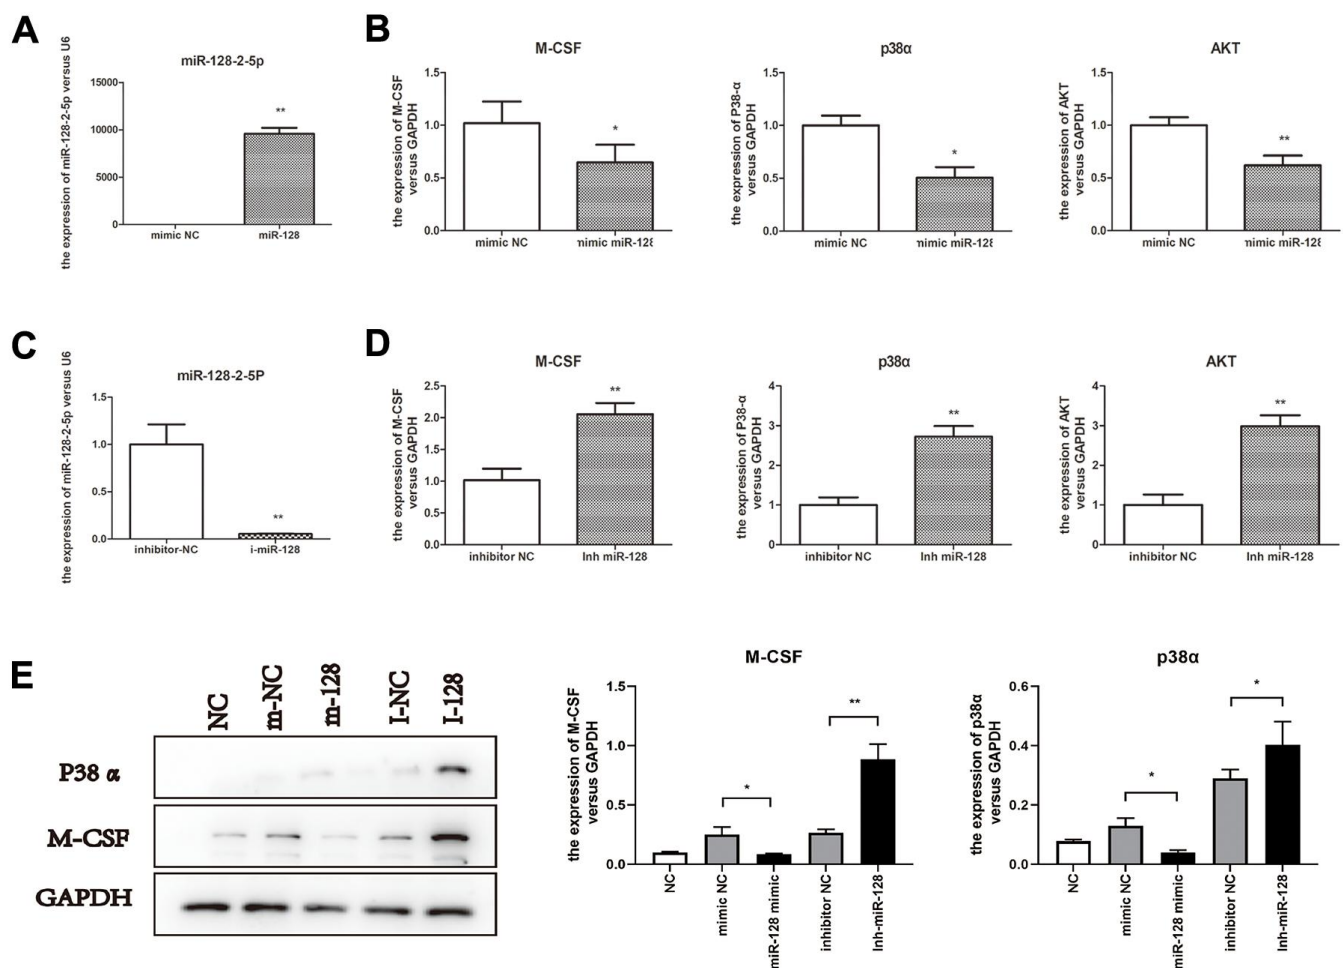 A
miR-128-2-5p
the expression of miR-128-2-5p versus U6
15000
10000
5000
0
**
mimic NC
miR-128
B
M-CSF
the expression of M-CSF
versus GAPDH
1.5
1.0
0.5
0.0
*
mimic NC
mimic miR-128
p38α
the expression of P38-α
versus GAPDH
1.5
1.0
0.5
0.0
*
mimic NC
mimic miR-128
AKT
the expression of AKT
versus GAPDH
1.5
1.0
0.5
0.0
**
mimic NC
mimic miR-128
C
miR-128-2-5P
the expression of miR-128-2-5p versus U6
1.5
1.0
0.5
0.0
**
inhibitor-NC
i-miR-128
D
M-CSF
the expression of M-CSF
versus GAPDH
2.5
2.0
1.5
1.0
0.5
0.0
**
inhibitor NC
Inh miR-128
p38α
the expression of P38-α
versus GAPDH
4
3
2
1
0
**
inhibitor NC
Inh miR-128
AKT
the expression of AKT
versus GAPDH
4
3
2
1
0
**
inhibitor NC
Inh miR-128
E
NC
m-NC
m-128
I-NC
I-128
P38 α
M-CSF
GAPDH
M-CSF
the expression of M-CSF
versus GAPDH
1.5
1.0
0.5
0.0
*
**
NC
mimic NC
miR-128 mimic
inhibitor NC
Inh-miR-128
p38α
the expression of p38α
versus GAPDH
0.6
0.4
0.2
0.0
*
*
NC
mimic NC
miR-128 mimic
inhibitor NC
Inh-miR-128